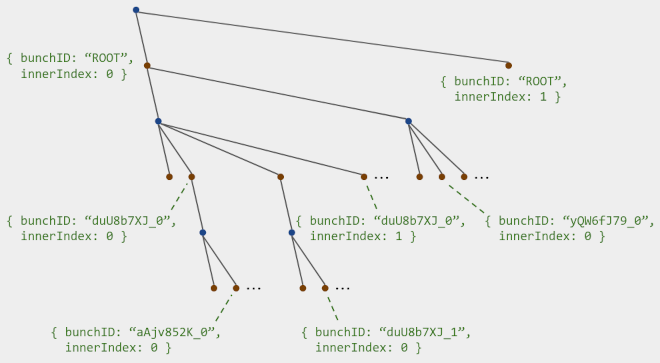 { bunchID: “ROOT”,
innerIndex: 0 }
{ bunchID: “ROOT”,
innerIndex: 1 }
...
...
{ bunchID: “duU8b7XJ_0”,
innerIndex: 0 }
{ bunchID: “duU8b7XJ_0”,
innerIndex: 1 }
{ bunchID: “yQW6fJ79_0”,
innerIndex: 0 }
...
...
{ bunchID: “aAjv852K_0”,
innerIndex: 0 }
{ bunchID: “duU8b7XJ_1”,
innerIndex: 0 }